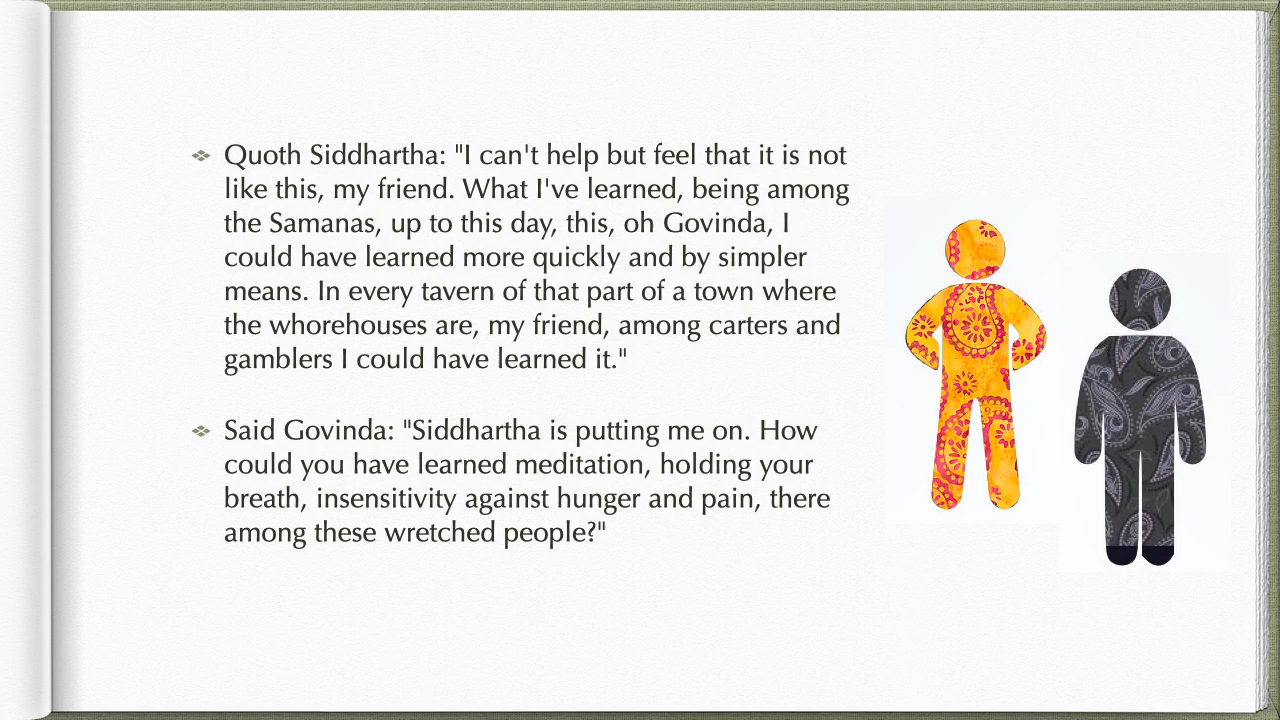 Quoth Siddhartha: "I can't help but feel that it is not
like this, my friend. What I've learned, being among
the Samanas, up to this day, this, oh Govinda, I
could have learned more quickly and by simpler
means. In every tavern of that part of a town where
the whorehouses are, my friend, among carters and
gamblers I could have learned it."
Said Govinda: "Siddhartha is putting me on. How
could you have learned meditation, holding your
breath, insensitivity against hunger and pain, there
among these wretched people?"